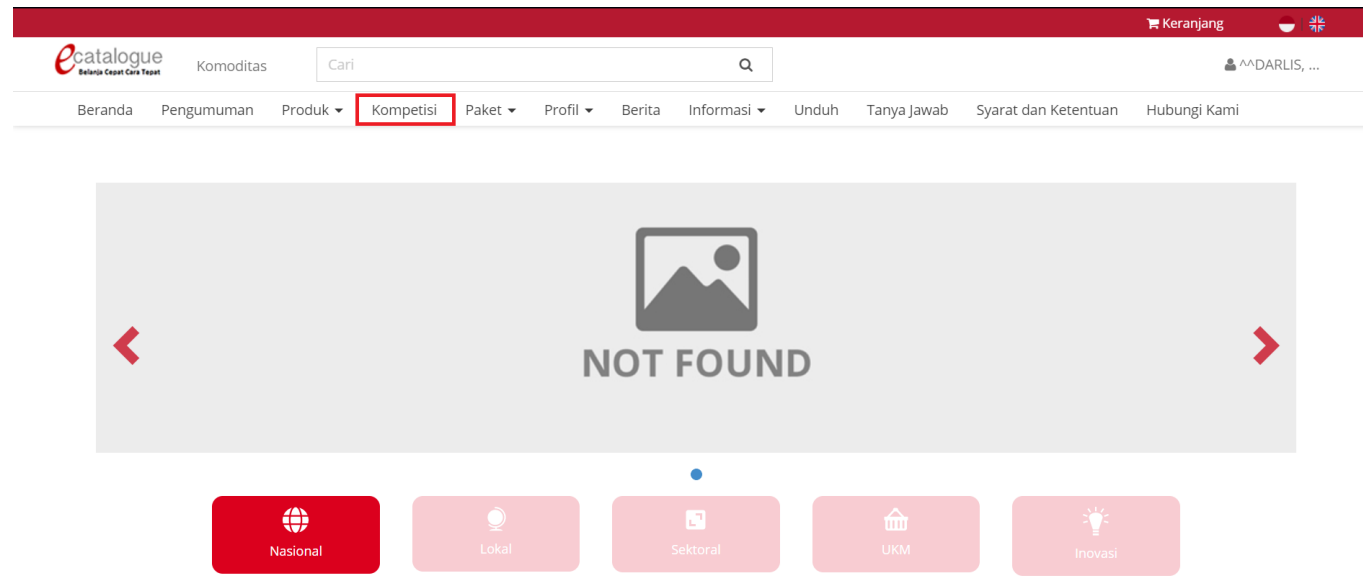 Keranjang
ecatalogue
Belanja Cepat Cara Tepat
Komoditas
Cari
^^DARLIS, ...
Beranda Pengumuman Produk Kompetisi Paket Profil Berita Informasi Unduh Tanya Jawab Syarat dan Ketentuan Hubungi Kami
NOT FOUND
Nasional Lokal Sektoral UKM Inovasi